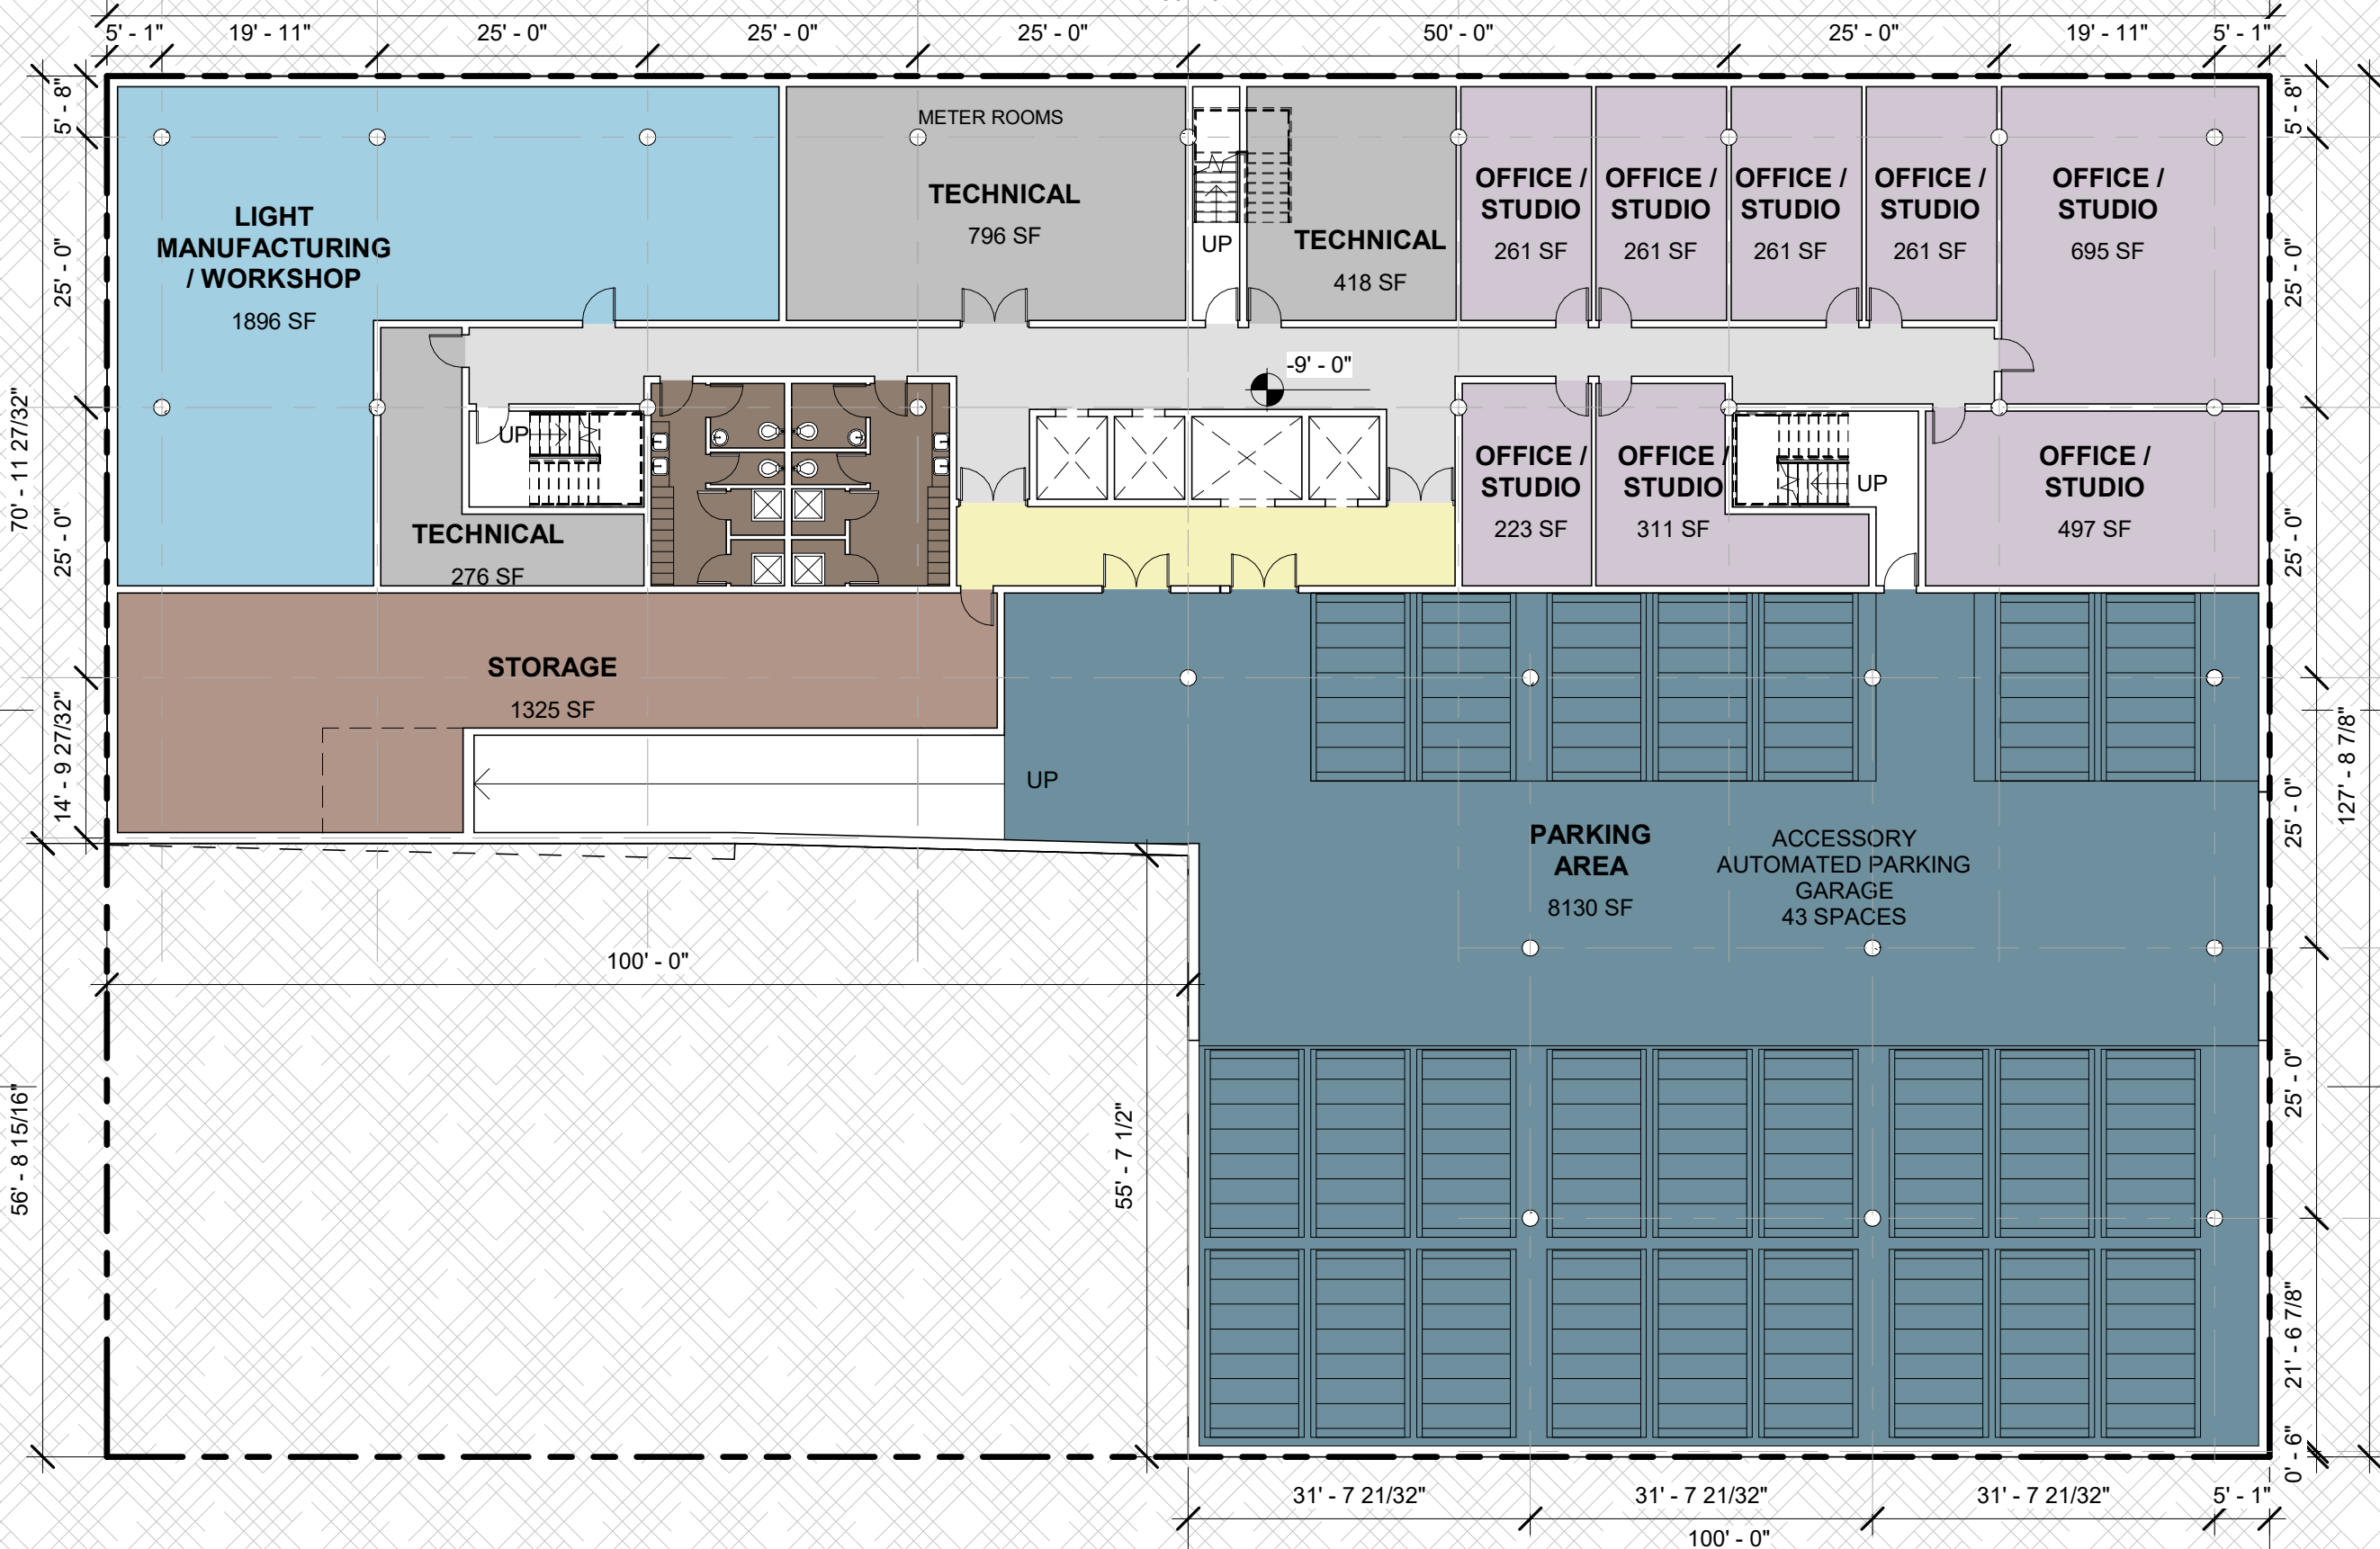 5' - 1"
19' - 11"
25' - 0"
25' - 0"
25' - 0"
50' - 0"
25' - 0"
19' - 11"
5' - 1"
5' - 8"
25' - 0"
70' - 11 27/32"
25' - 0"
14' - 9 27/32"
56' - 8 15/16"
LIGHT
MANUFACTURING
/ WORKSHOP
1896 SF
METER ROOMS
TECHNICAL
796 SF
UP
TECHNICAL
418 SF
OFFICE /
STUDIO
261 SF
OFFICE /
STUDIO
261 SF
OFFICE /
STUDIO
261 SF
OFFICE /
STUDIO
261 SF
OFFICE /
STUDIO
695 SF
-9' - 0"
UP
TECHNICAL
276 SF
OFFICE /
STUDIO
223 SF
OFFICE /
STUDIO
311 SF
UP
OFFICE /
STUDIO
497 SF
STORAGE
1325 SF
UP
PARKING
AREA
8130 SF
ACCESSORY
AUTOMATED PARKING
GARAGE
43 SPACES
100' - 0"
55' - 7 1/2"
5' - 8"
25' - 0"
25' - 0"
25' - 0"
127' - 8 7/8"
25' - 0"
21' - 6 7/8"
0' - 6"
31' - 7 21/32"
31' - 7 21/32"
31' - 7 21/32"
5' - 1"
100' - 0"